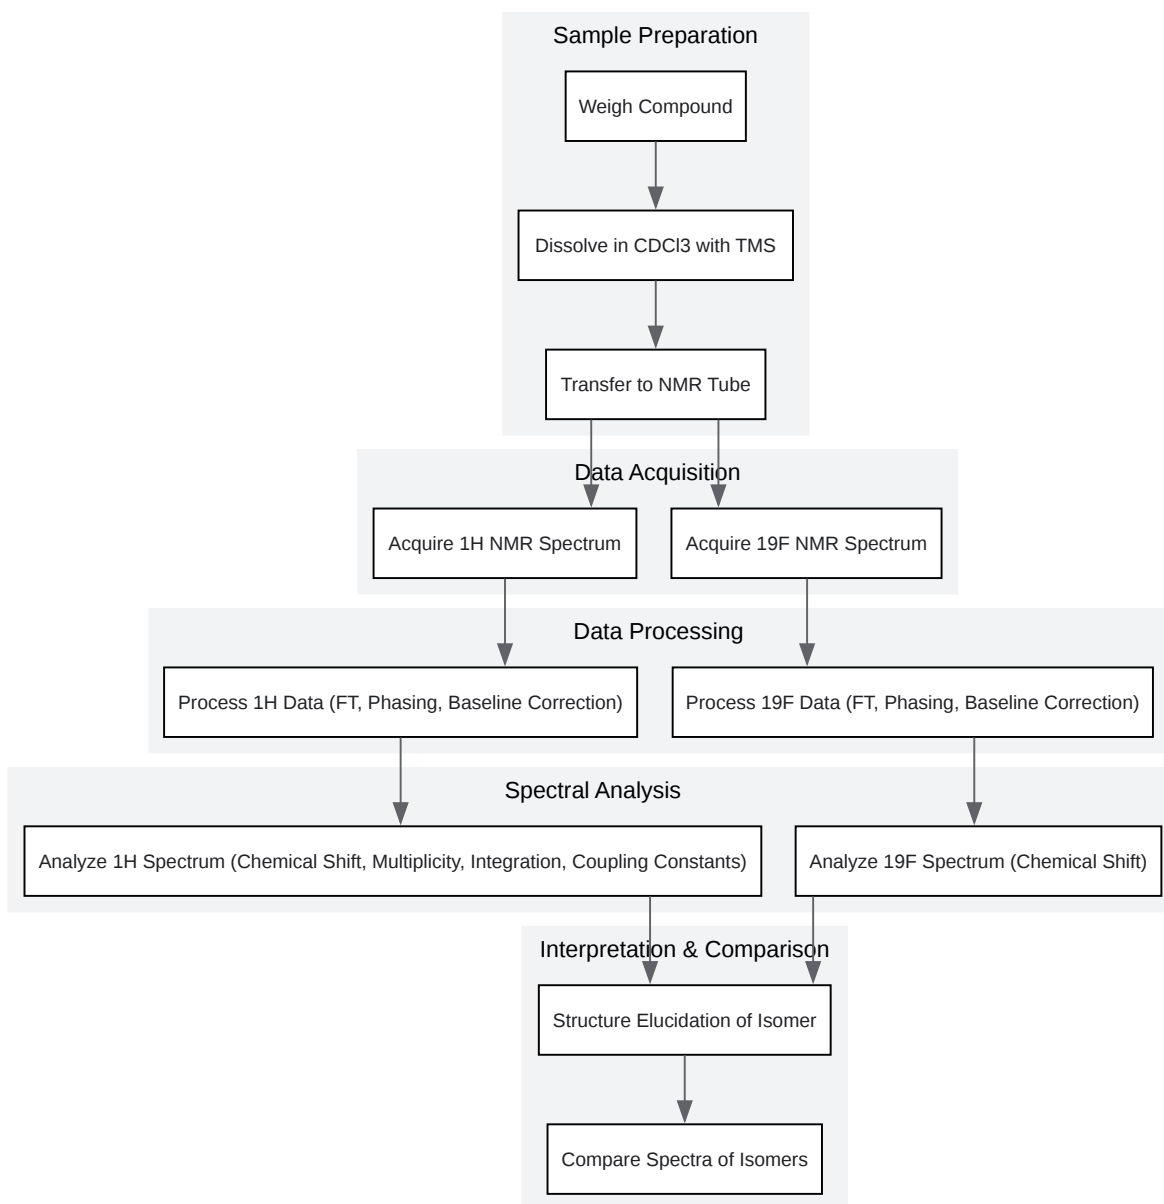 Sample Preparation
Weigh Compound
Dissolve in CDCl3 with TMS
Transfer to NMR Tube
Data Acquisition
Acquire 1H NMR Spectrum
Acquire 19F NMR Spectrum
Data Processing
Process 1H Data (FT, Phasing, Baseline Correction)
Process 19F Data (FT, Phasing, Baseline Correction)
Spectral Analysis
Analyze 1H Spectrum (Chemical Shift, Multiplicity, Integration, Coupling Constants)
Analyze 19F Spectrum (Chemical Shift)
Interpretation & Comparison
Structure Elucidation of Isomer
Compare Spectra of Isomers